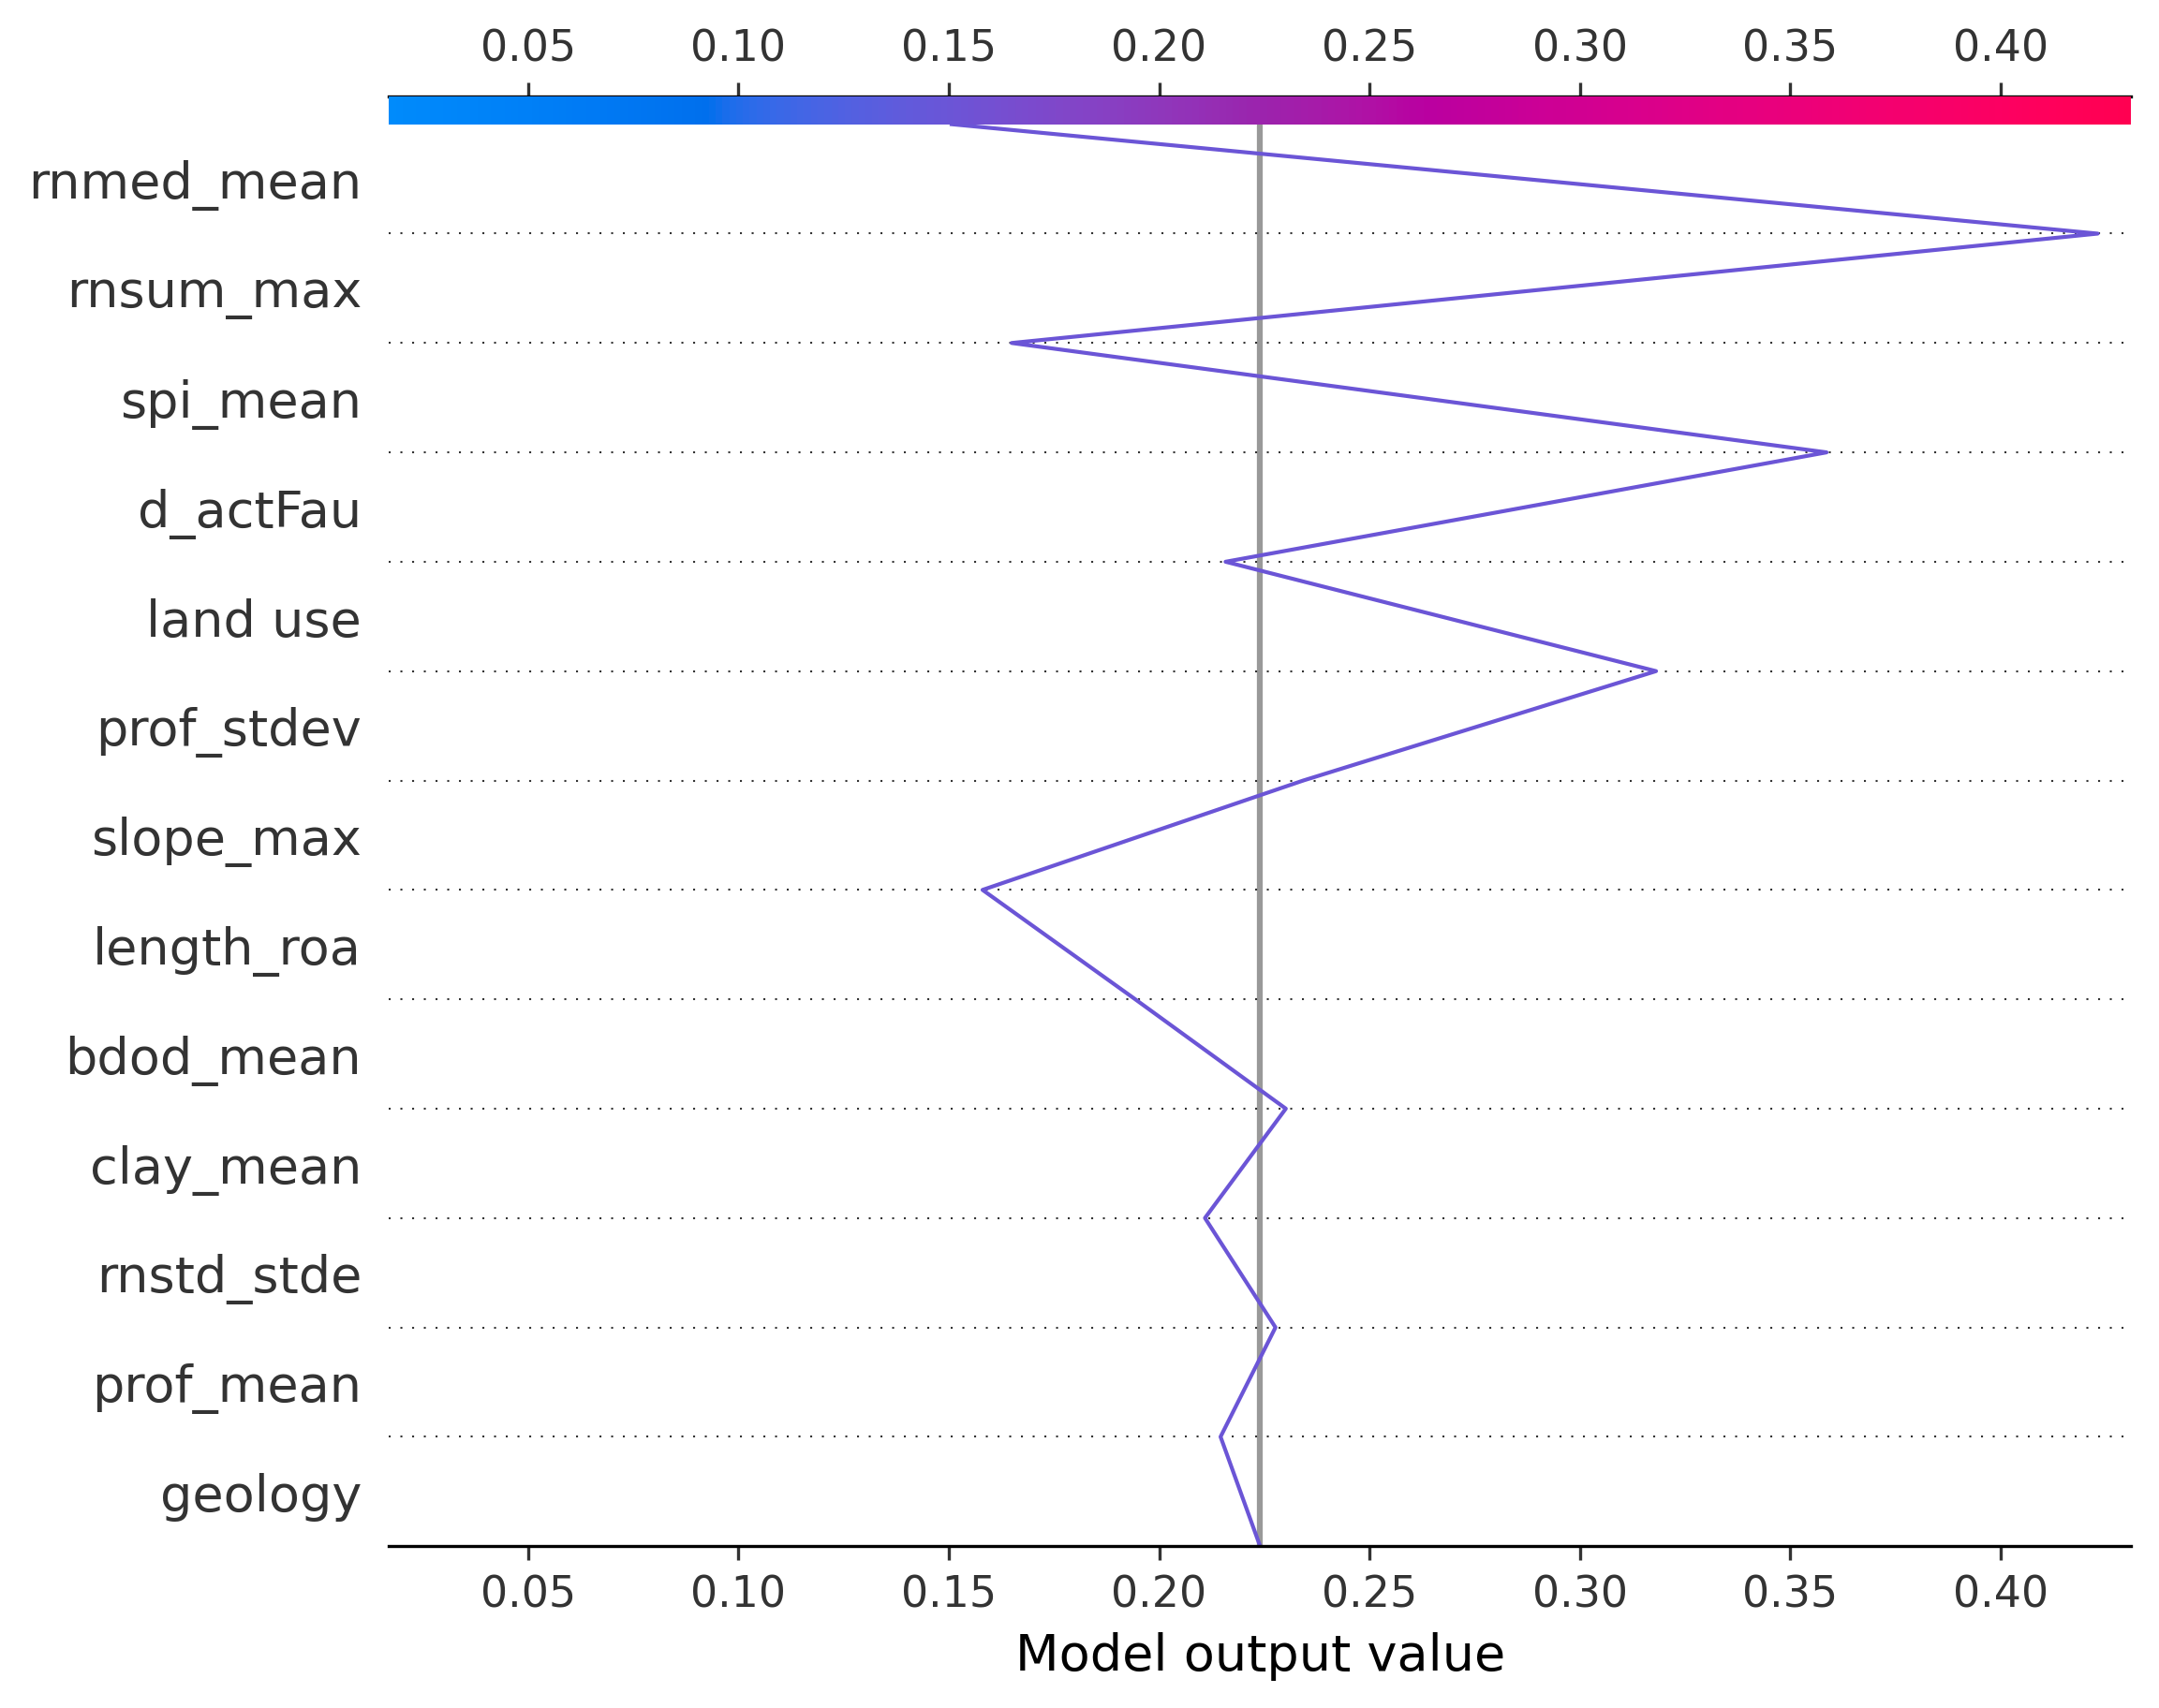 0.05 0.10 0.15 0.20 0.25 0.30 0.35 0.40
rnmed_mean
rnsum_max
spi_mean
d_actFau
land use
prof_stdev
slope_max
length_roa
bdod_mean
clay_mean
rnstd_stde
prof_mean
geology
0.05 0.10 0.15 0.20 0.25 0.30 0.35 0.40
Model output value